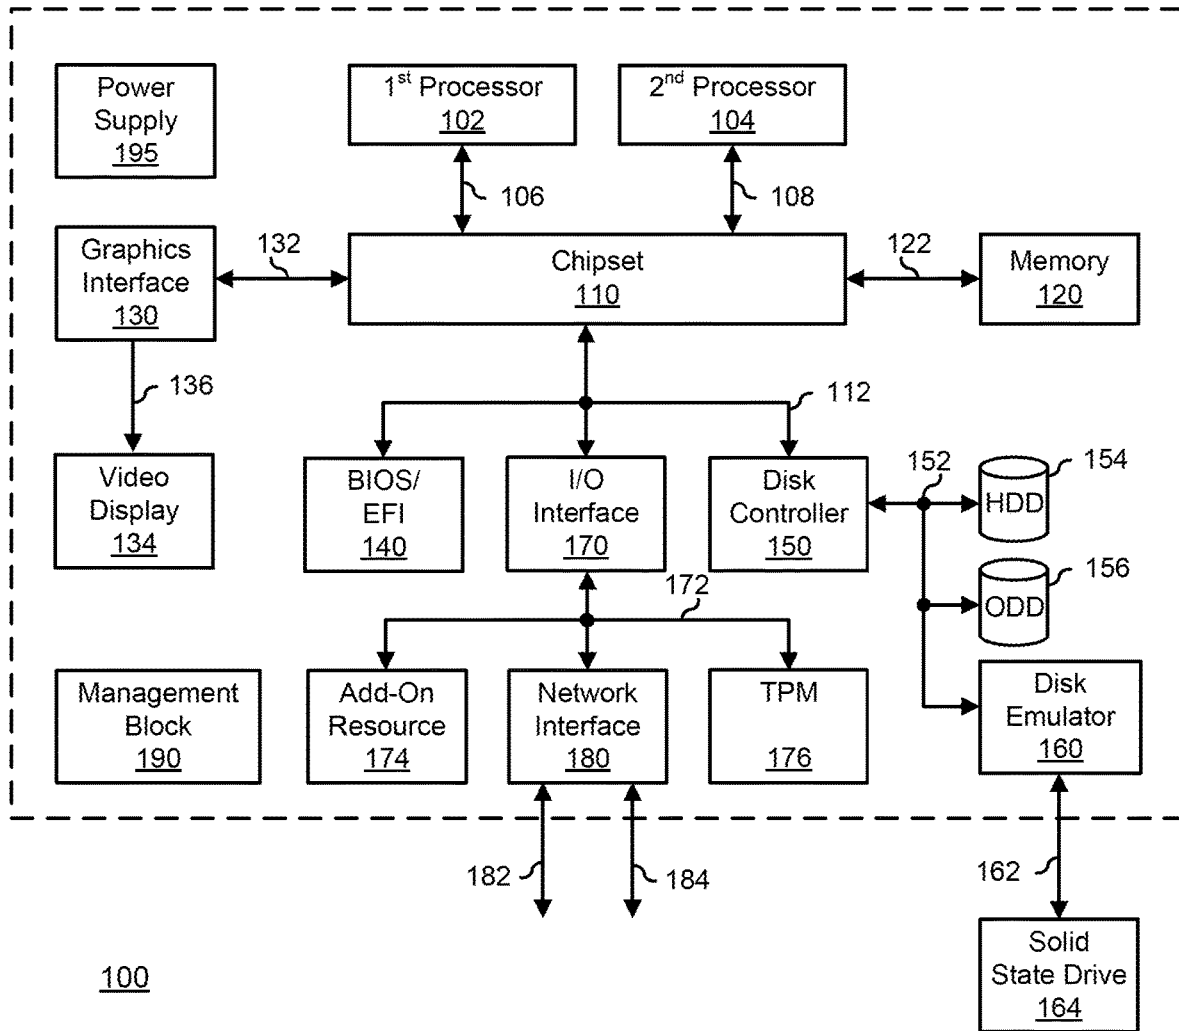 Power
Supply
195
1st Processor
102
2nd Processor
104
106
108
Graphics
Interface
130
132
Chipset
110
122
Memory
120
136
112
Video
Display
134
BIOS/
EFI
140
I/O
Interface
170
Disk
Controller
150
152
HDD
154
ODD
156
172
Management
Block
190
Add-On
Resource
174
Network
Interface
180
TPM
176
Disk
Emulator
160
182
184
162
Solid
State Drive
164
100